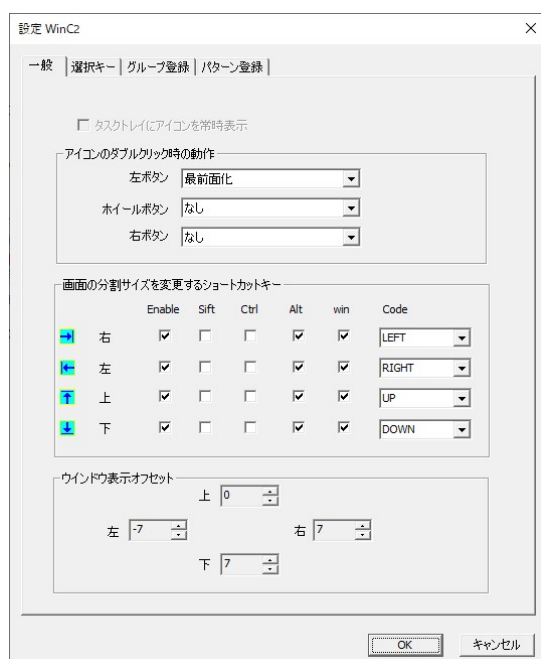 設定 WinC2
一般 選択キー グループ登録 パターン登録
タスクトレイにアイコンを常時表示
アイコンのダブルクリック時の動作
左ボタン 最前面化
ホイールボタン なし
右ボタン なし
画面の分割サイズを変更するショートカットキー
Enable Sift Ctrl Alt win Code
右 LEFT
左 RIGHT
上 UP
下 DOWN
ウインドウ表示オフセット
上 0
左 -7 右 7
下 7
OK キャンセル